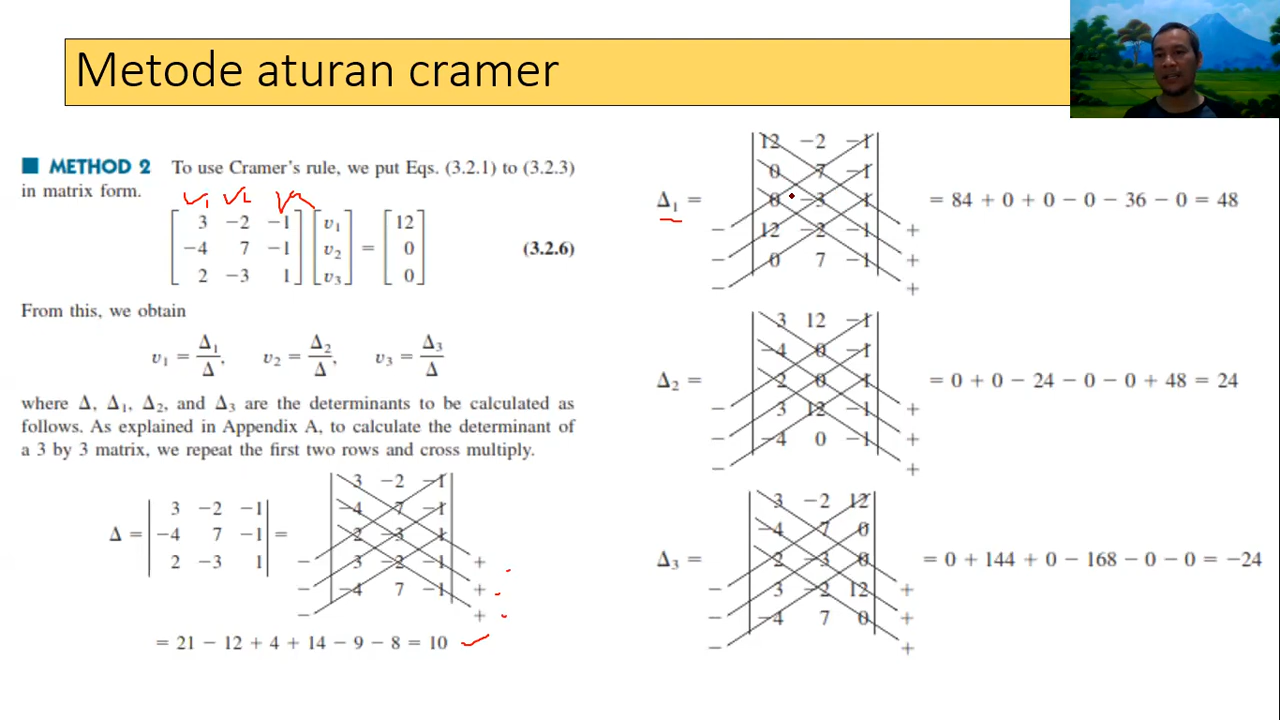 Metode aturan cramer
METHOD 2 To use Cramer's rule, we put Eqs. (3.2.1) to (3.2.3)
in matrix form.
v₁ v₂
3 −2 −1 v₁ 12
−4 7 −1 v₂ = 0 (3.2.6)
2 −3 1 v₃ 0
From this, we obtain
v₁ = Δ₁/Δ, v₂ = Δ₂/Δ, v₃ = Δ₃/Δ
where Δ, Δ₁, Δ₂, and Δ₃ are the determinants to be calculated as
follows. As explained in Appendix A, to calculate the determinant of
a 3 by 3 matrix, we repeat the first two rows and cross multiply.
3 −2 −1
Δ = −4 7 −1 =
2 −3 1
3 −2 −1
−4 7 −1
2 −3 1
− 3 −2 −1 +
− −4 7 −1 +
− +
= 21 − 12 + 4 + 14 − 9 − 8 = 10
12 −2 −1
0 7 −1
Δ₁ = 0 −3 1 = 84 + 0 + 0 − 0 − 36 − 0 = 48
− 12 −2 −1 +
− 0 7 −1 +
− +
3 12 −1
−4 0 −1
Δ₂ = 2 0 1 = 0 + 0 − 24 − 0 − 0 + 48 = 24
− 3 12 −1 +
− −4 0 −1 +
− +
3 −2 12
−4 7 0
Δ₃ = 2 −3 0 = 0 + 144 + 0 − 168 − 0 − 0 = −24
− 3 −2 12 +
− −4 7 0 +
− +